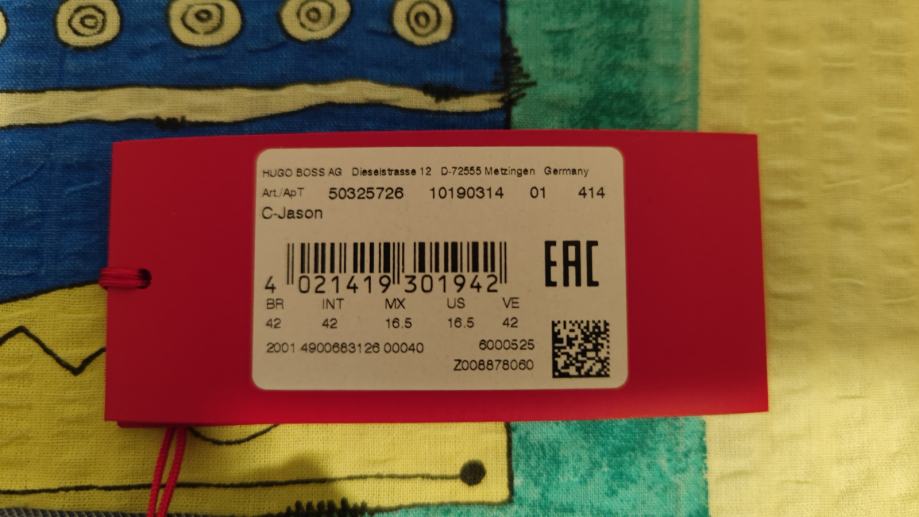 HUGO BOSS AG Dieselstrasse 12 D-72555 Metzingen Germany
Art./ApT 50325726 10190314 01 414
C-Jason
EAC
4 021419 301942
BR INT MX US VE
42 42 16.5 16.5 42
2001 4900683126 00040 6000525
Z008878060